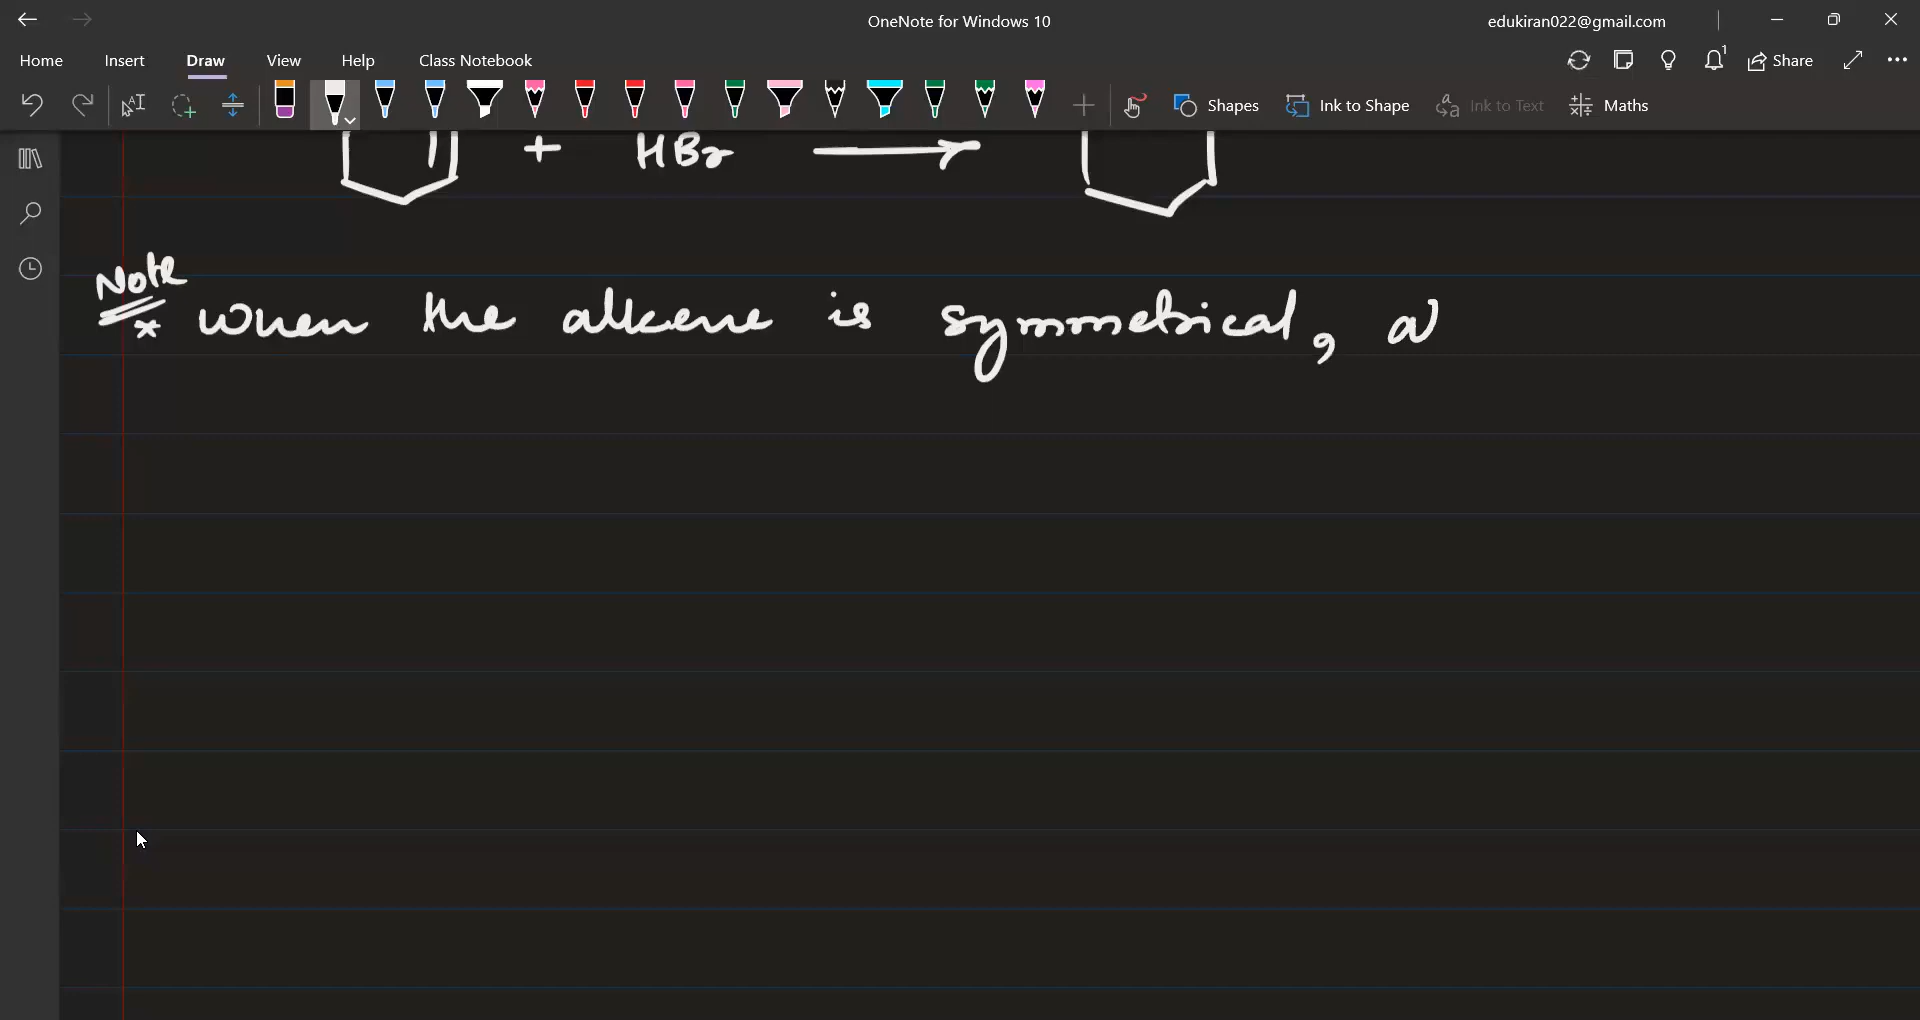 OneNote for Windows 10
edukiran022@gmail.com
Home Insert Draw View Help Class Notebook
Share
Shapes Ink to Shape Ink to Text Maths
+ HBr
Note
* When the alkene is symmetrical, a